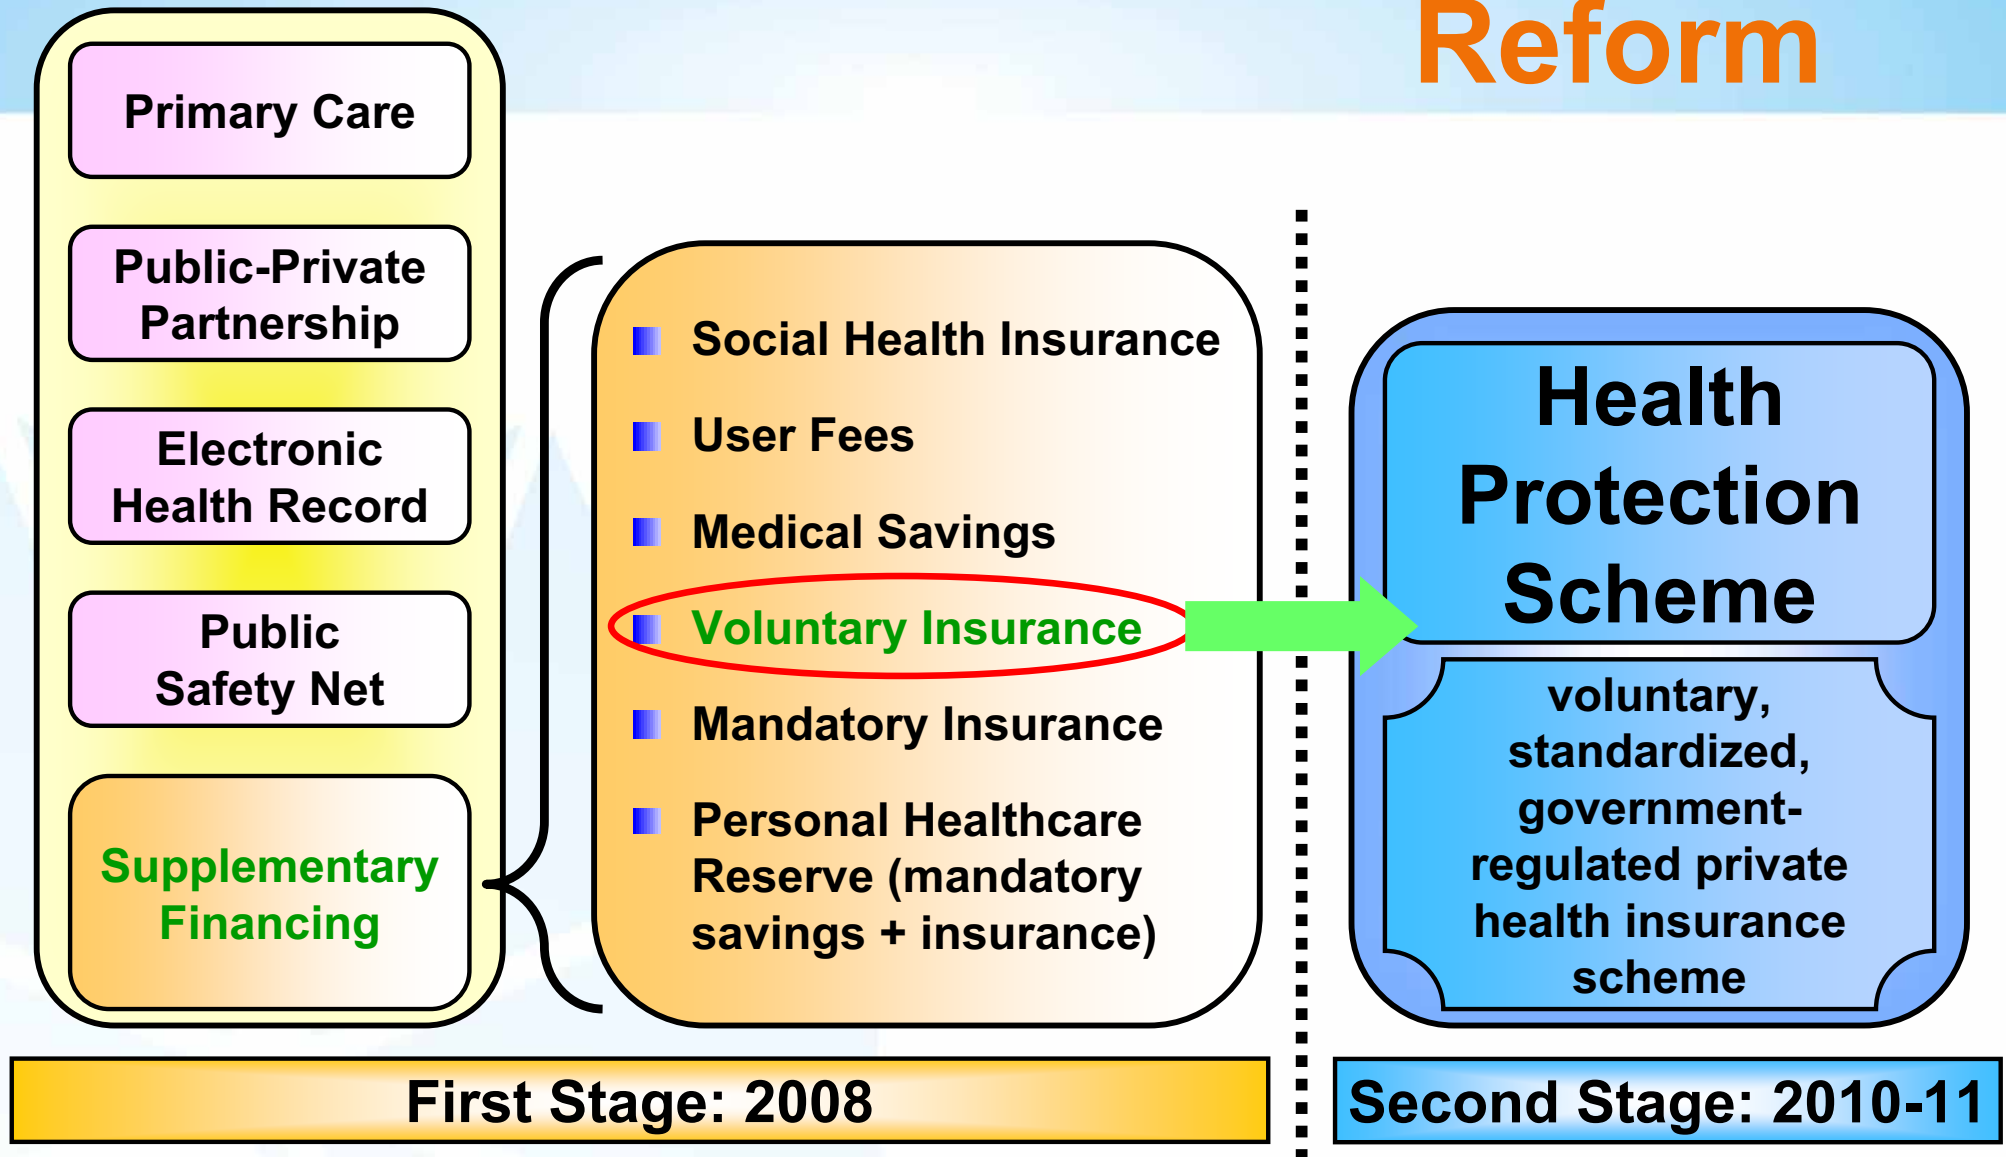 Reform
Primary Care
Public-Private
Partnership
Electronic
Health Record
Public
Safety Net
Supplementary
Financing
Social Health Insurance
User Fees
Medical Savings
Voluntary Insurance
Mandatory Insurance
Personal Healthcare
Reserve (mandatory
savings + insurance)
Health
Protection
Scheme
voluntary,
standardized,
government-
regulated private
health insurance
scheme
First Stage: 2008
Second Stage: 2010-11